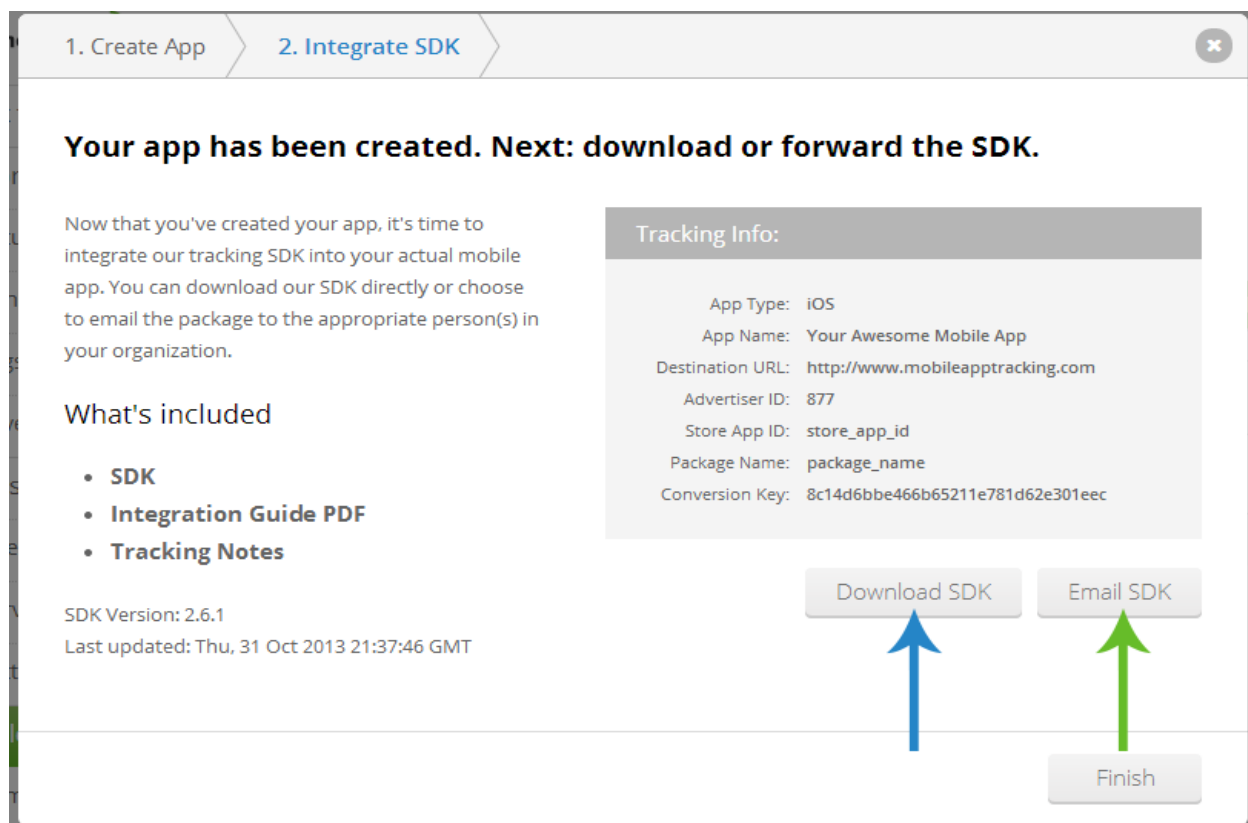 1. Create App
2. Integrate SDK
Your app has been created. Next: download or forward the SDK.
Now that you've created your app, it's time to
integrate our tracking SDK into your actual mobile
app. You can download our SDK directly or choose
to email the package to the appropriate person(s) in
your organization.
What's included
• SDK
• Integration Guide PDF
• Tracking Notes
SDK Version: 2.6.1
Last updated: Thu, 31 Oct 2013 21:37:46 GMT
Tracking Info:
App Type: iOS
App Name: Your Awesome Mobile App
Destination URL: http://www.mobileapptracking.com
Advertiser ID: 877
Store App ID: store_app_id
Package Name: package_name
Conversion Key: 8c14d6bbe466b65211e781d62e301eec
Download SDK
Email SDK
Finish